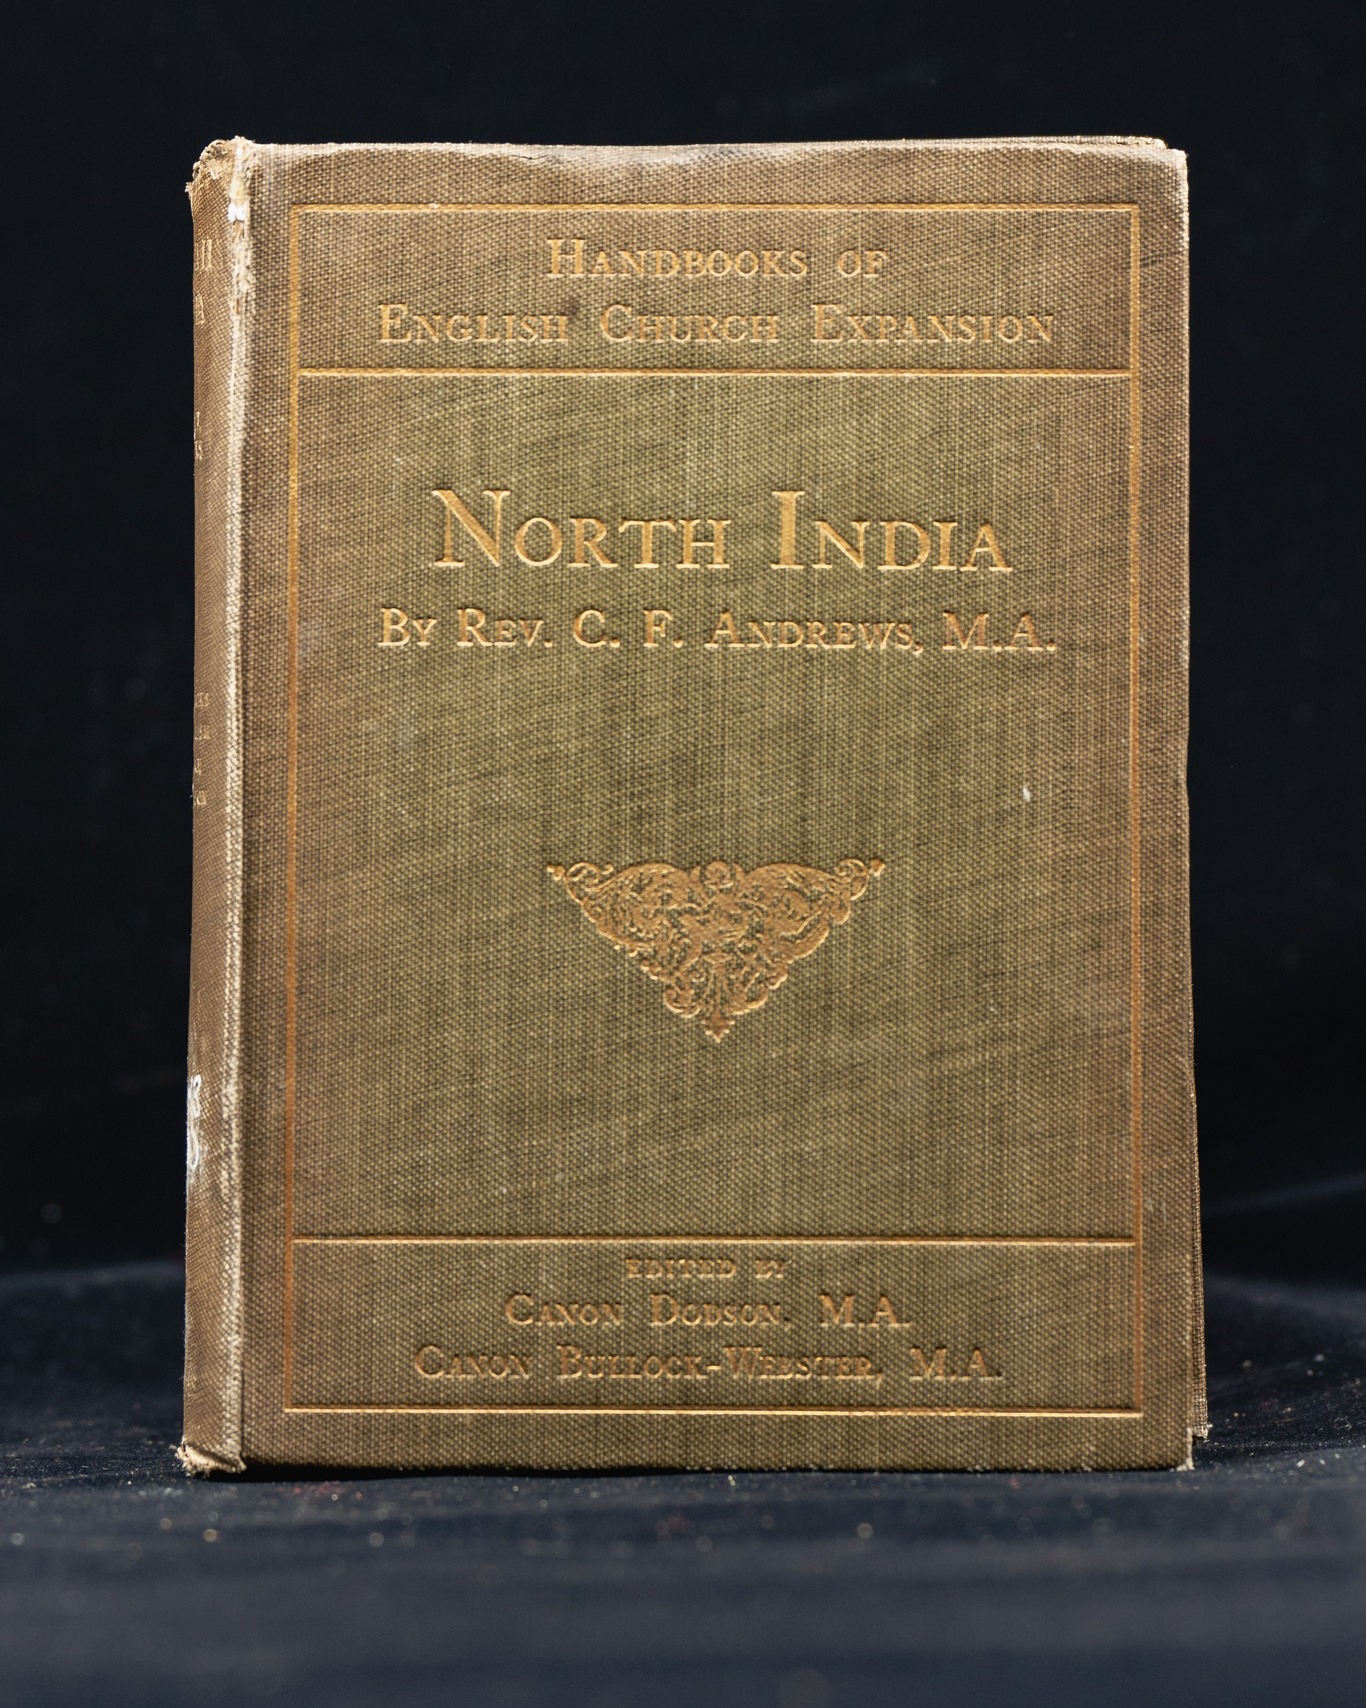 Handbooks of
English Church Expansion
North India
By Rev. C. F. Andrews, M.A.
EDITED BY
Canon Dodson, M.A.
Canon Bullock-Webster, M.A.